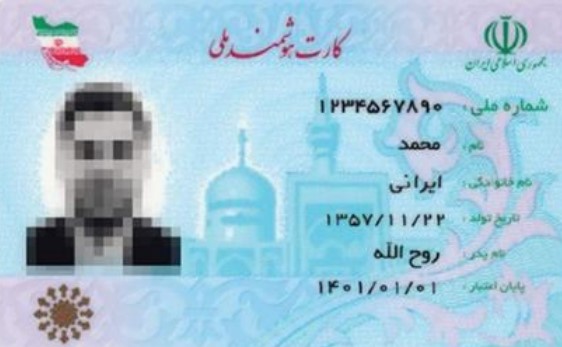 کارت هوشمند ملی
جمهوری اسلامی ایران
شماره ملی : ۱۲۳۴۵۶۷۸۹۰
نام : محمد
نام خانوادگی : ایرانی
تاریخ تولد : ۱۳۵۷/۱۱/۲۲
نام پدر : روح الله
پایان اعتبار : ۱۴۰۱/۰۱/۰۱